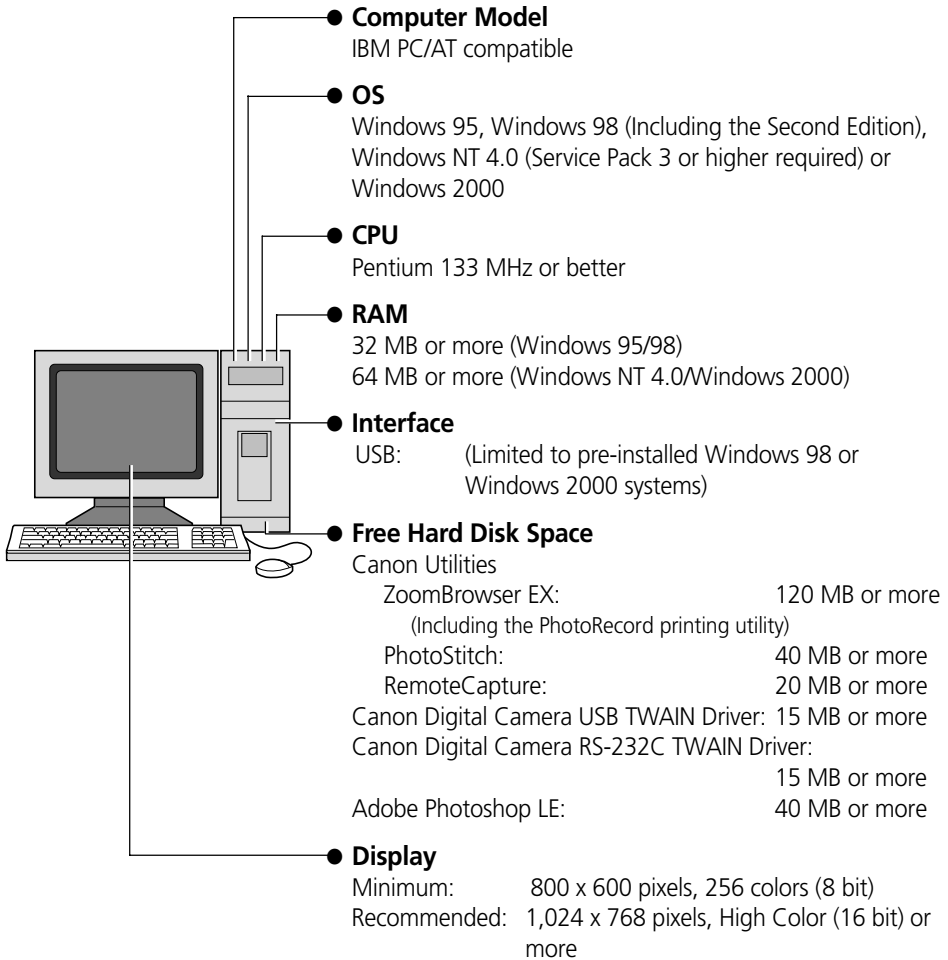 ● Computer Model
IBM PC/AT compatible
● OS
Windows 95, Windows 98 (Including the Second Edition),
Windows NT 4.0 (Service Pack 3 or higher required) or
Windows 2000
● CPU
Pentium 133 MHz or better
● RAM
32 MB or more (Windows 95/98)
64 MB or more (Windows NT 4.0/Windows 2000)
● Interface
USB: (Limited to pre-installed Windows 98 or
Windows 2000 systems)
● Free Hard Disk Space
Canon Utilities
ZoomBrowser EX: 120 MB or more
(Including the PhotoRecord printing utility)
PhotoStitch: 40 MB or more
RemoteCapture: 20 MB or more
Canon Digital Camera USB TWAIN Driver: 15 MB or more
Canon Digital Camera RS-232C TWAIN Driver:
15 MB or more
Adobe Photoshop LE: 40 MB or more
● Display
Minimum: 800 x 600 pixels, 256 colors (8 bit)
Recommended: 1,024 x 768 pixels, High Color (16 bit) or
more